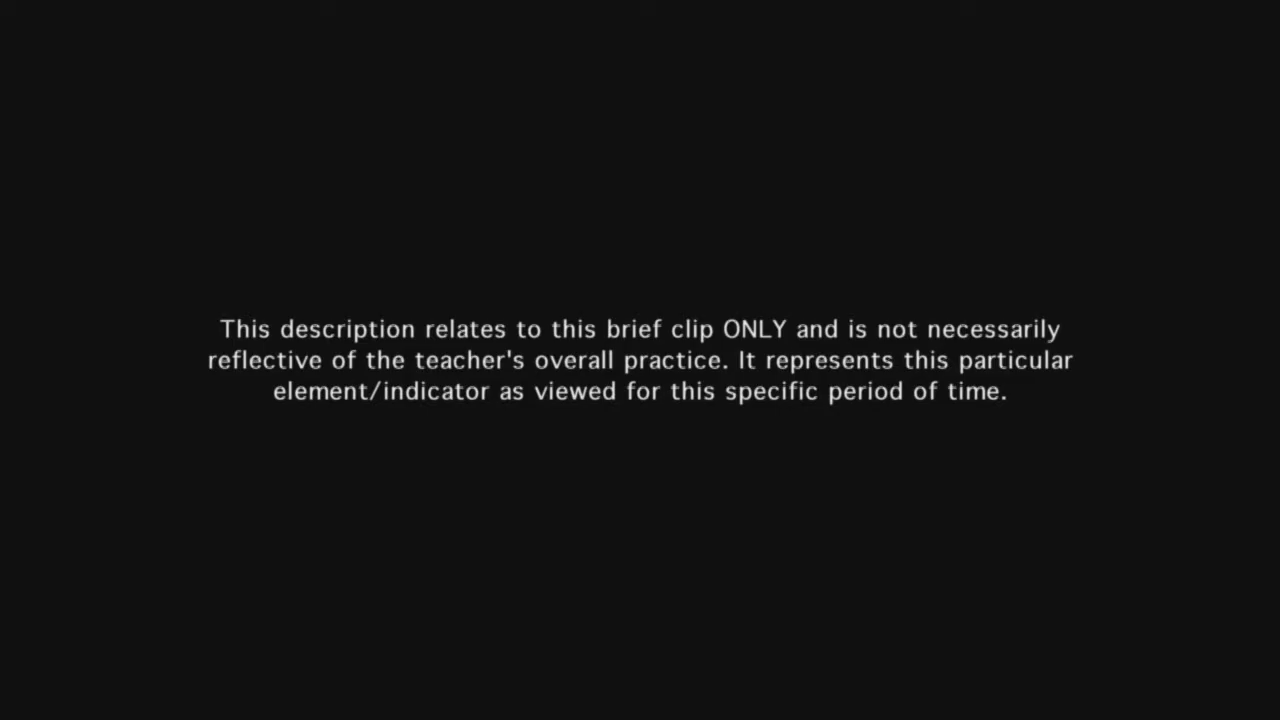 This description relates to this brief clip ONLY and is not necessarily
reflective of the teacher's overall practice. It represents this particular
element/indicator as viewed for this specific period of time.